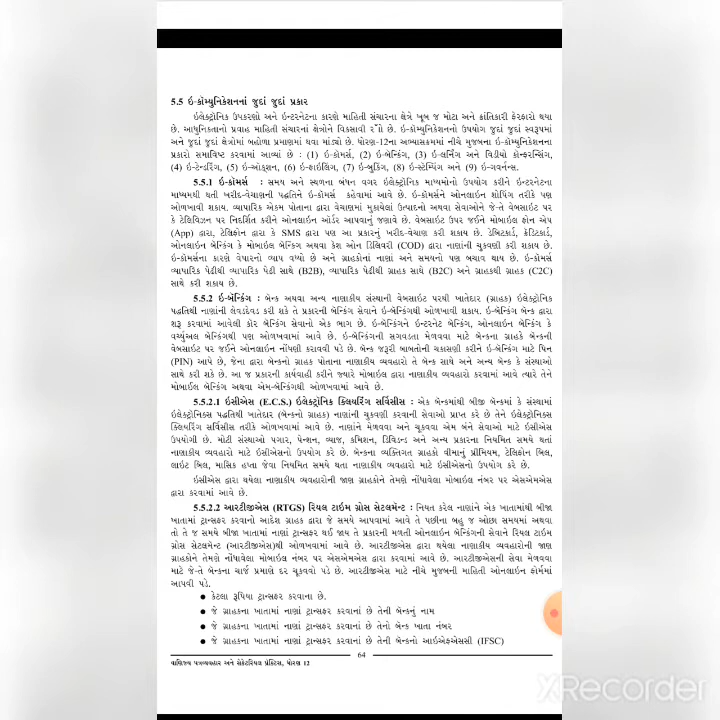 5.5 ઇ-કૉમ્યુનિકેશનનાં જુદાં જુદાં પ્રકાર
ઇલેક્ટ્રૉનિક ઉપકરણો અને ઇન્ટરનેટના કારણે માહિતી સંચારના ક્ષેત્રે ખૂબ જ મોટા અને ક્રાંતિકારી ફેરફારો થયા
છે. આધુનિકતાનો પ્રવાહ માહિતી સંચારનાં ક્ષેત્રોને વિકસાવી રહ્યો છે. ઇ-કૉમ્યુનિકેશનનો ઉપયોગ જુદાં જુદાં સ્વરૂપમાં
અને જુદાં જુદાં ક્ષેત્રોમાં બહોળા પ્રમાણમાં થવા માંડ્યો છે. ધોરણ-12ના અભ્યાસક્રમમાં નીચે મુજબના ઇ-કૉમ્યુનિકેશનના
પ્રકારો સમાવિષ્ટ કરવામાં આવ્યાં છે : (1) ઇ-કૉમર્સ, (2) ઇ-બૅન્કિંગ, (3) ઇ-લર્નિંગ અને વિડીયો કોન્ફરન્સિંગ,
(4) ઇ-ટેન્ડરિંગ, (5) ઇ-ઑક્શન, (6) ઇ-ફાઇલિંગ, (7) ઇ-બુકિંગ, (8) ઇ-સ્ટેમ્પિંગ અને (9) ઇ-ગવર્નન્સ.
5.5.1 ઇ-કૉમર્સ : સમય અને સ્થળના બંધન વગર ઇલેક્ટ્રૉનિક માધ્યમોનો ઉપયોગ કરીને ઇન્ટરનેટના
માધ્યમથી થતી ખરીદ-વેચાણની પદ્ધતિને ઇ-કૉમર્સ કહેવામાં આવે છે. ઇ-કૉમર્સને ઓનલાઇન શૉપિંગ તરીકે પણ
ઓળખાવી શકાય. વ્યાપારિક એકમ પોતાના દ્વારા વેચાણમાં મુકાયેલાં ઉત્પાદનો અથવા સેવાઓને જે-તે વેબસાઇટ પર
કે ટેલિવિઝન પર નિદર્શિત કરીને ઓનલાઇન ઑર્ડર આપવાનું જણાવે છે. વેબસાઇટ ઉપર જઈને મોબાઇલ ફોન એપ
(App) દ્વારા, ટેલિફોન દ્વારા કે SMS દ્વારા પણ આ પ્રકારનું ખરીદ-વેચાણ કરી શકાય છે. ડેબિટકાર્ડ, ક્રેડિટકાર્ડ,
ઓનલાઇન બૅન્કિંગ કે મોબાઇલ બૅન્કિંગ અથવા કેશ ઓન ડિલિવરી (COD) દ્વારા નાણાંની ચુકવણી કરી શકાય છે.
ઇ-કૉમર્સના કારણે વેપારનો વ્યાપ વધ્યો છે અને ગ્રાહકોનાં નાણાં અને સમયનો પણ બચાવ થાય છે. ઇ-કૉમર્સ
વ્યાપારિક પેઢીથી વ્યાપારિક પેઢી સાથે (B2B), વ્યાપારિક પેઢીથી ગ્રાહક સાથે (B2C) અને ગ્રાહકથી ગ્રાહક (C2C)
સાથે કરી શકાય છે.
5.5.2 ઇ-બૅન્કિંગ : બૅન્ક અથવા અન્ય નાણાકીય સંસ્થાની વેબસાઇટ પરથી ખાતેદાર (ગ્રાહક) ઇલેક્ટ્રૉનિક
પદ્ધતિથી નાણાંની લેવડદેવડ કરી શકે તે પ્રકારની બૅન્કિંગ સેવાને ઇ-બૅન્કિંગથી ઓળખાવી શકાય. ઇ-બૅન્કિંગ બૅન્ક દ્વારા
શરૂ કરવામાં આવેલી કૉર બૅન્કિંગ સેવાનો એક ભાગ છે. ઇ-બૅન્કિંગને ઇન્ટરનેટ બૅન્કિંગ, ઓનલાઇન બૅન્કિંગ કે
વર્ચ્યુઅલ બૅન્કિંગથી પણ ઓળખવામાં આવે છે. ઇ-બૅન્કિંગની સગવડતા મેળવવા માટે બૅન્કના ગ્રાહકે બૅન્કની
વેબસાઇટ પર જઈને ઓનલાઇન નોંધણી કરાવવી પડે છે. બૅન્ક જરૂરી બાબતોની ચકાસણી કરીને ઇ-બૅન્કિંગ માટે પિન
(PIN) આપે છે, જેના દ્વારા બૅન્કનો ગ્રાહક પોતાના નાણાકીય વ્યવહારો તે બૅન્ક સાથે અને અન્ય બૅન્ક કે સંસ્થાઓ
સાથે કરી શકે છે. આ જ પ્રકારની કાર્યવાહી કરીને જ્યારે મોબાઇલ દ્વારા નાણાકીય વ્યવહારો કરવામાં આવે ત્યારે તેને
મોબાઈલ બૅન્કિંગ અથવા એમ-બૅન્કિંગથી ઓળખવામાં આવે છે.
5.5.2.1 ઇસીએસ (E.C.S.) ઇલેક્ટ્રૉનિક ક્લિયરિંગ સર્વિસીસ : એક બૅન્કમાંથી બીજી બૅન્કમાં કે સંસ્થામાં
ઇલેક્ટ્રૉનિક્સ પદ્ધતિથી ખાતેદાર (બૅન્કનો ગ્રાહક) નાણાંની ચુકવણી કરવાની સેવાઓ પ્રાપ્ત કરે છે તેને ઇલેક્ટ્રૉનિક્સ
ક્લિયરિંગ સર્વિસીસ તરીકે ઓળખવામાં આવે છે. નાણાંને મેળવવા અને ચૂકવવા એમ બંને સેવાઓ માટે ઇસીએસ
ઉપયોગી છે. મોટી સંસ્થાઓ પગાર, પેન્શન, વ્યાજ, કમિશન, ડિવિડન્ડ અને અન્ય પ્રકારના નિયમિત સમયે થતાં
નાણાકીય વ્યવહારો માટે ઇસીએસનો ઉપયોગ કરે છે. બૅન્કના વ્યક્તિગત ગ્રાહકો વીમાનું પ્રીમિયમ, ટેલિફોન બિલ,
લાઇટ બિલ, માસિક હપ્તા જેવા નિયમિત સમયે થતા નાણાકીય વ્યવહારો માટે ઇસીએસનો ઉપયોગ કરે છે.
ઇસીએસ દ્વારા થયેલા નાણાકીય વ્યવહારોની જાણ ગ્રાહકોને તેમણે નોંધાવેલા મોબાઇલ નંબર પર એસએમએસ
દ્વારા કરવામાં આવે છે.
5.5.2.2 આરટીજીએસ (RTGS) રિયલ ટાઇમ ગ્રોસ સેટલમૅન્ટ : નિયત કરેલ નાણાંને એક ખાતામાંથી બીજા
ખાતામાં ટ્રાન્સફર કરવાનો આદેશ ગ્રાહક દ્વારા જે સમયે આપવામાં આવે તે પછીના બહુ જ ઓછા સમયમાં અથવા
તો તે જ સમયે બીજા ખાતામાં નાણાં ટ્રાન્સફર થઈ જાય તે પ્રકારની મળતી ઓનલાઇન બૅન્કિંગની સેવાને રિયલ ટાઇમ
ગ્રોસ સેટલમૅન્ટ (આરટીજીએસ)થી ઓળખવામાં આવે છે. આરટીજીએસ દ્વારા થયેલા નાણાકીય વ્યવહારોની જાણ
ગ્રાહકોને તેમણે નોંધાવેલા મોબાઇલ નંબર પર એસએમએસ દ્વારા કરવામાં આવે છે. આરટીજીએસની સેવા મેળવવા
માટે જે-તે બૅન્કના ચાર્જ પ્રમાણે દર ચૂકવવો પડે છે. આરટીજીએસ માટે નીચે મુજબની માહિતી ઓનલાઇન ફોર્મમાં
આપવી પડે.
• કેટલા રૂપિયા ટ્રાન્સફર કરવાના છે.
• જે ગ્રાહકના ખાતામાં નાણાં ટ્રાન્સફર કરવાનાં છે તેની બૅન્કનું નામ
• જે ગ્રાહકના ખાતામાં નાણાં ટ્રાન્સફર કરવાનાં છે તેનો બૅન્ક ખાતા નંબર
• જે ગ્રાહકના ખાતામાં નાણાં ટ્રાન્સફર કરવાનાં છે તેની બૅન્કનો આઇએફએસસી (IFSC)
64
વાણિજ્ય પત્રવ્યવહાર અને સેક્રેટરિયલ પ્રેક્ટિસ, ધોરણ 12
XRecorder